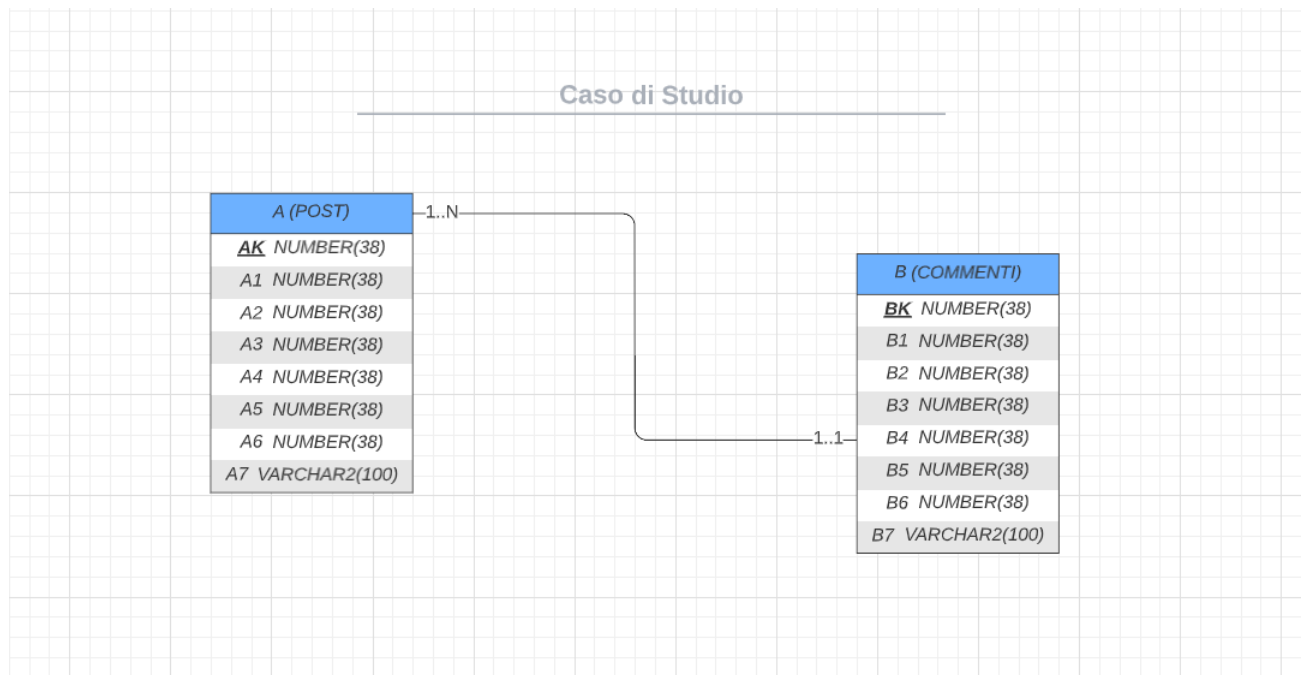 Caso di Studio
A (POST)
AK NUMBER(38)
A1 NUMBER(38)
A2 NUMBER(38)
A3 NUMBER(38)
A4 NUMBER(38)
A5 NUMBER(38)
A6 NUMBER(38)
A7 VARCHAR2(100)
1..N
1..1
B (COMMENTI)
BK NUMBER(38)
B1 NUMBER(38)
B2 NUMBER(38)
B3 NUMBER(38)
B4 NUMBER(38)
B5 NUMBER(38)
B6 NUMBER(38)
B7 VARCHAR2(100)